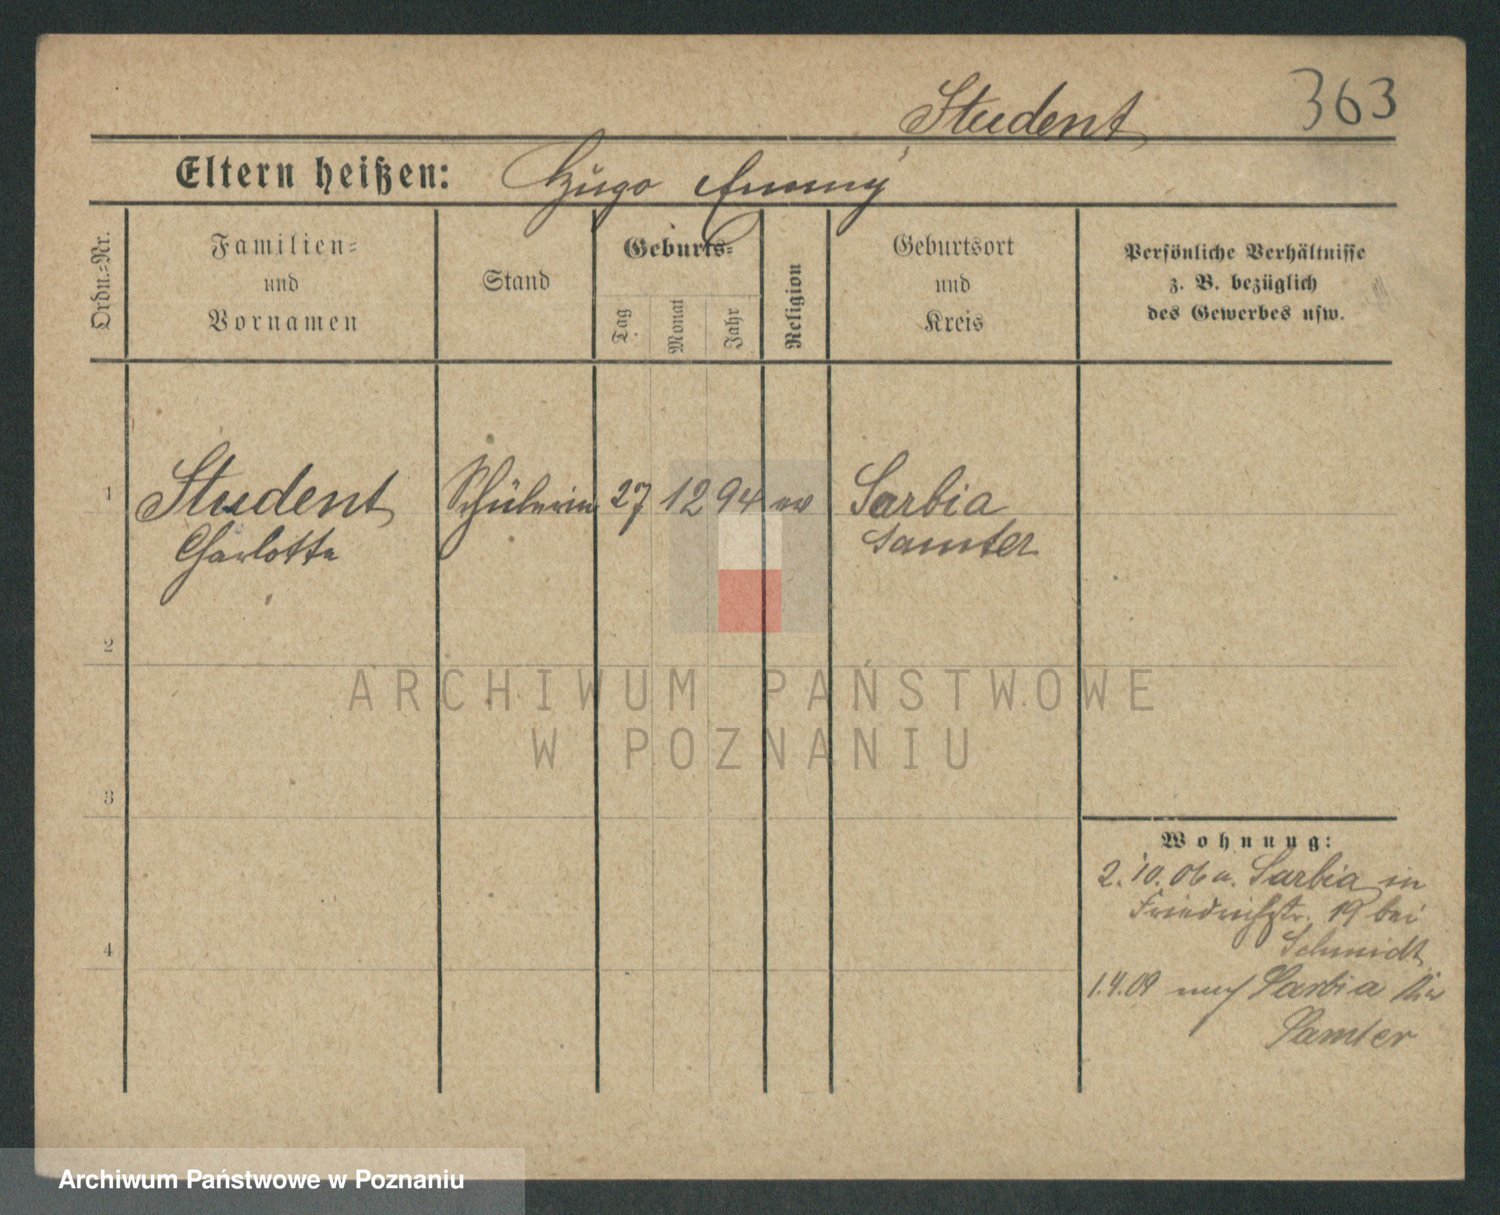 363
Student
Eltern heißen: Hugo Emmy
Ordn.=Nr.
Familien=
und
Vornamen
Stand
Geburts=
Tag
Monat
Jahr
Religion
Geburtsort
und
Kreis
Persönliche Verhältnisse
z. B. bezüglich
des Gewerbes usw.
1
Student
Charlotte
Schülerin
27
12
94
ev
Sarbia
Samter
2
3
4
Wohnung:
2.10.06 a. Sarbia in
Friedrichstr. 19 bei
Schmidt
1.4.09 nach Sarbia
Samter
ARCHIWUM PAŃSTWOWE
W POZNANIU
Archiwum Państwowe w Poznaniu